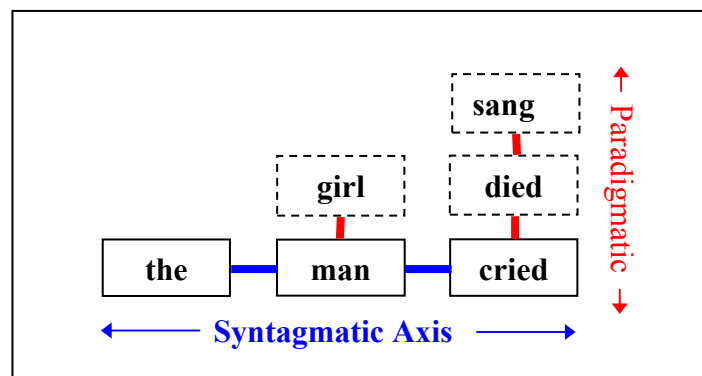 sang
girl died
the man cried
← Syntagmatic Axis →
← Paradigmatic →